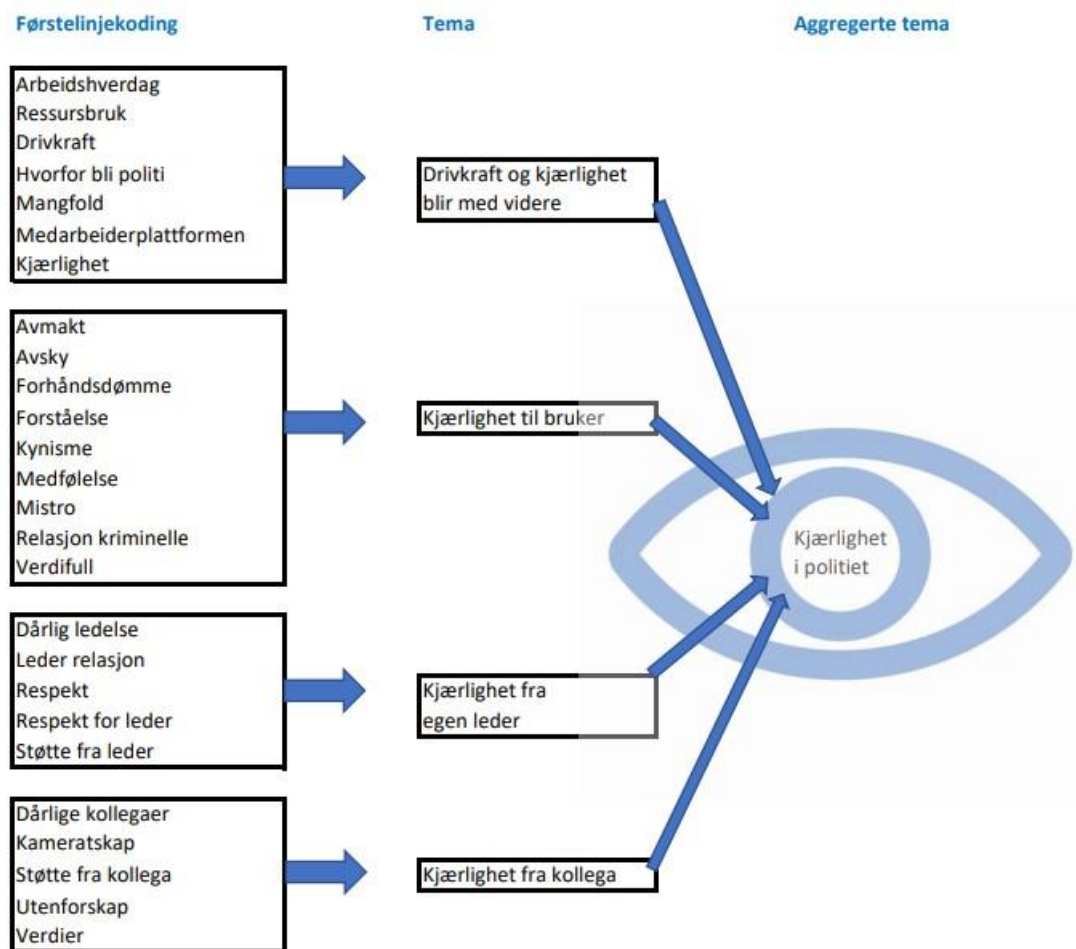 Førstelinjekoding
Tema
Aggregerte tema
Arbeidshverdag
Ressursbruk
Drivkraft
Hvorfor bli politi
Mangfold
Medarbeiderplattformen
Kjærlighet
Drivkraft og kjærlighet
blir med videre
Avmakt
Avsky
Forhåndsdømme
Forståelse
Kynisme
Medfølelse
Mistro
Relasjon kriminelle
Verdifull
Kjærlighet til bruker
Dårlig ledelse
Leder relasjon
Respekt
Respekt for leder
Støtte fra leder
Kjærlighet fra
egen leder
Dårlige kollegaer
Kameratskap
Støtte fra kollega
Utenforskap
Verdier
Kjærlighet fra kollega
Kjærlighet
i politiet